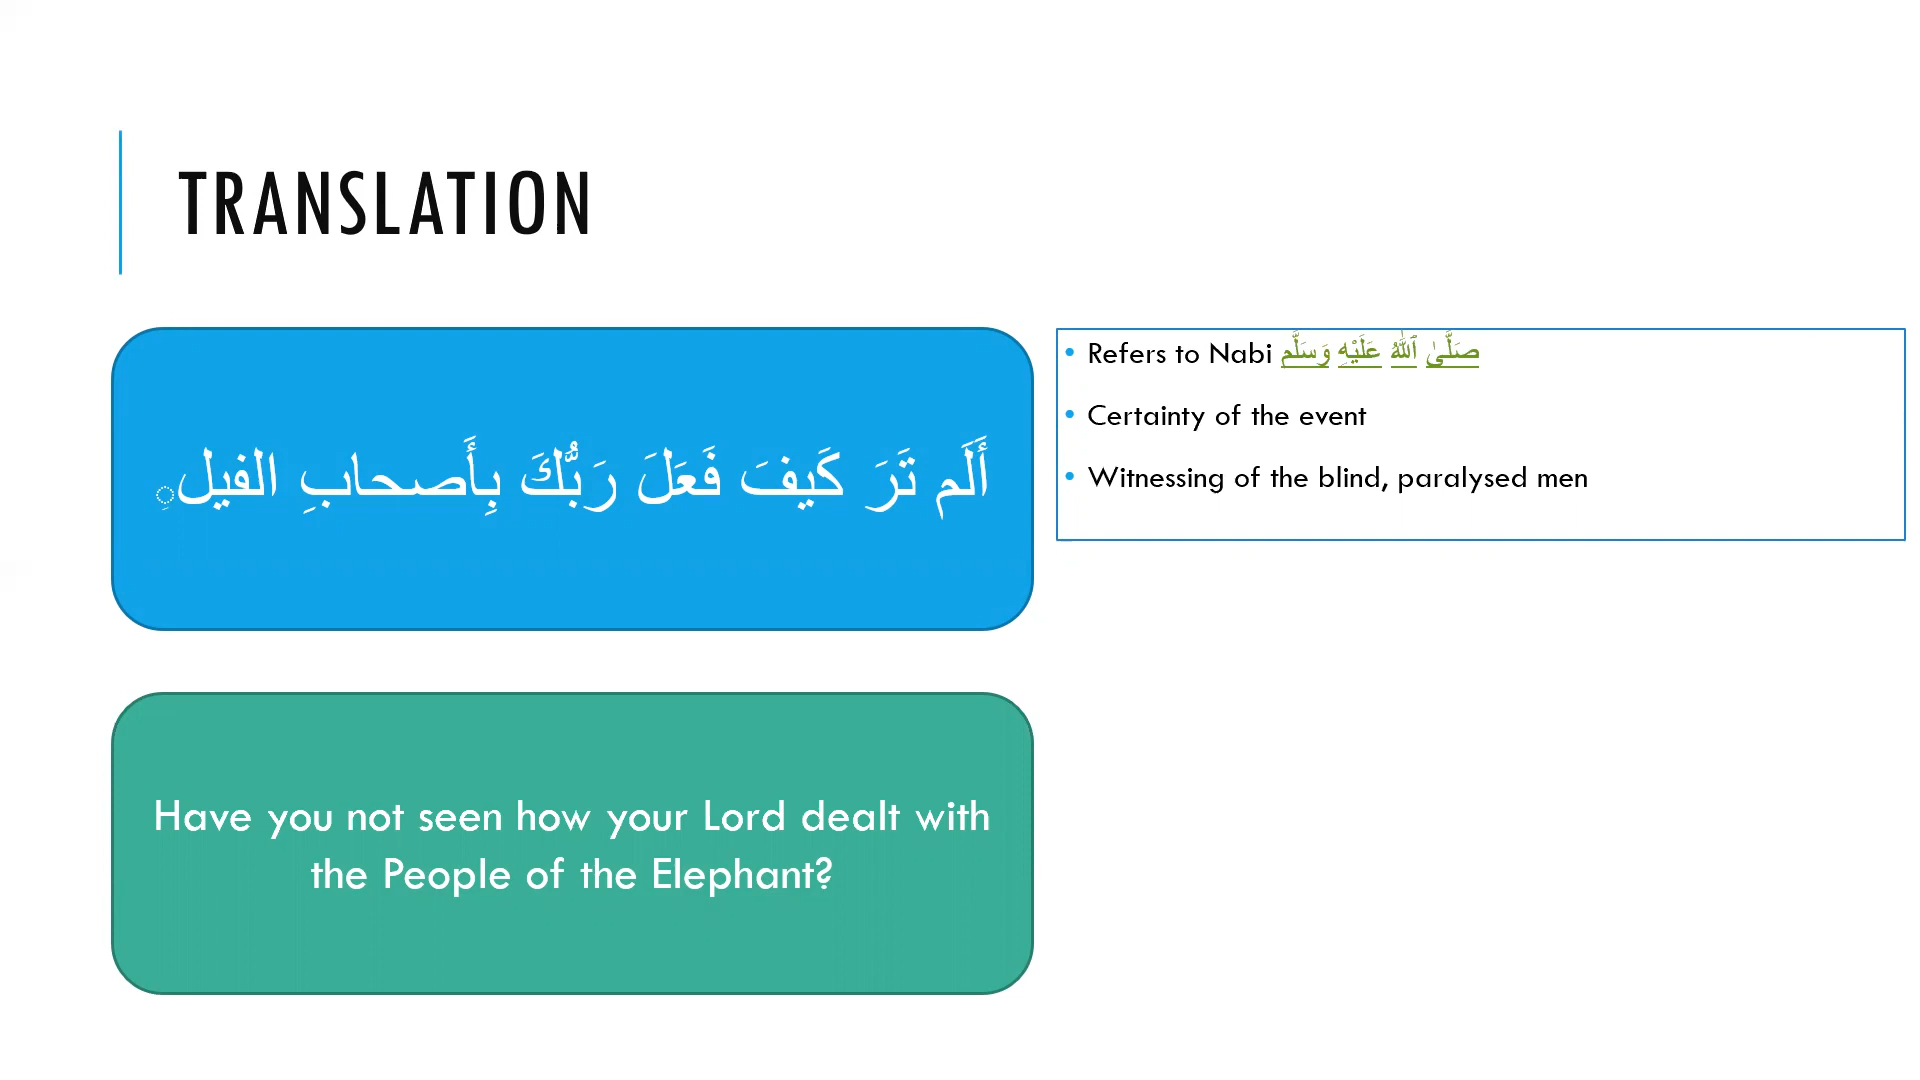 TRANSLATION
أَلَم تَرَ كَيفَ فَعَلَ رَبُّكَ بِأَصحابِ الفيلِ
• Refers to Nabi صَلَّىٰ ٱللَّٰهُ عَلَيْهِ وَسَلَّم
• Certainty of the event
• Witnessing of the blind, paralysed men
Have you not seen how your Lord dealt with
the People of the Elephant?